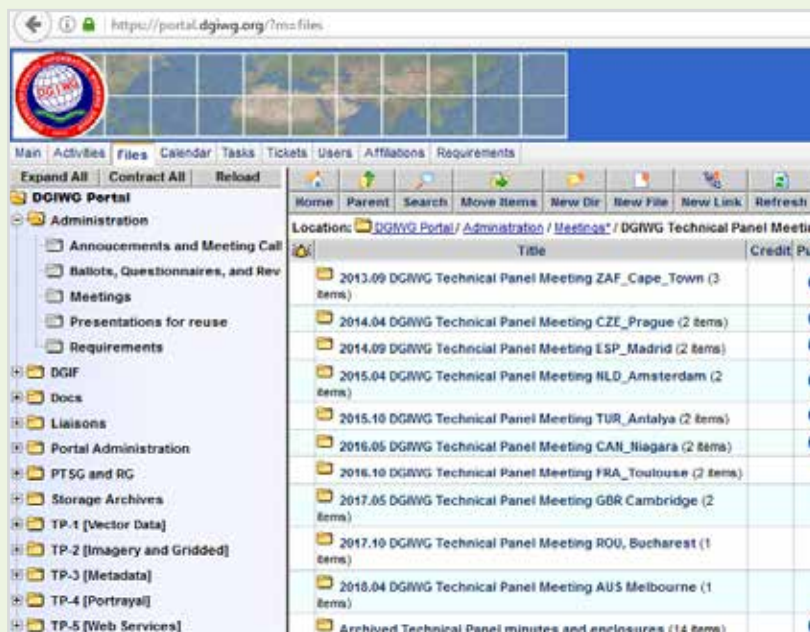 https://portal.dgiwg.org/?m=files
DGIWG
Main Activities Files Calendar Tasks Tickets Users Affiliations Requirements
Expand All Contract All Reload
DGIWG Portal
Administration
Annoucements and Meeting Call
Ballots, Questionnaires, and Rev
Meetings
Presentations for reuse
Requirements
DGIF
Docs
Liaisons
Portal Administration
PTSG and RG
Storage Archives
TP-1 [Vector Data]
TP-2 [Imagery and Gridded]
TP-3 [Metadata]
TP-4 [Portrayal]
TP-5 [Web Services]
Home Parent Search Move Items New Dir New File New Link Refresh
Location: DGIWG Portal / Administration / Meetings* / DGIWG Technical Panel Meeti
Title Credit Pu
2013.09 DGIWG Technical Panel Meeting ZAF_Cape_Town (3
items)
2014.04 DGIWG Technical Panel Meeting CZE_Prague (2 items)
2014.09 DGIWG Techncial Panel Meeting ESP_Madrid (2 items)
2015.04 DGIWG Technical Panel Meeting NLD_Amsterdam (2
items)
2015.10 DGIWG Technical Panel Meeting TUR_Antalya (2 items)
2016.05 DGIWG Technical Panel Meeting CAN_Niagara (2 items)
2016.10 DGIWG Technical Panel Meeting FRA_Toulouse (2 items)
2017.05 DGIWG Technical Panel Meeting GBR Cambridge (2
items)
2017.10 DGIWG Technical Panel Meeting ROU, Bucharest (1
items)
2018.04 DGIWG Technical Panel Meeting AUS Melbourne (1
items)
Archived Technical Panel minutes and enclosures (14 items)